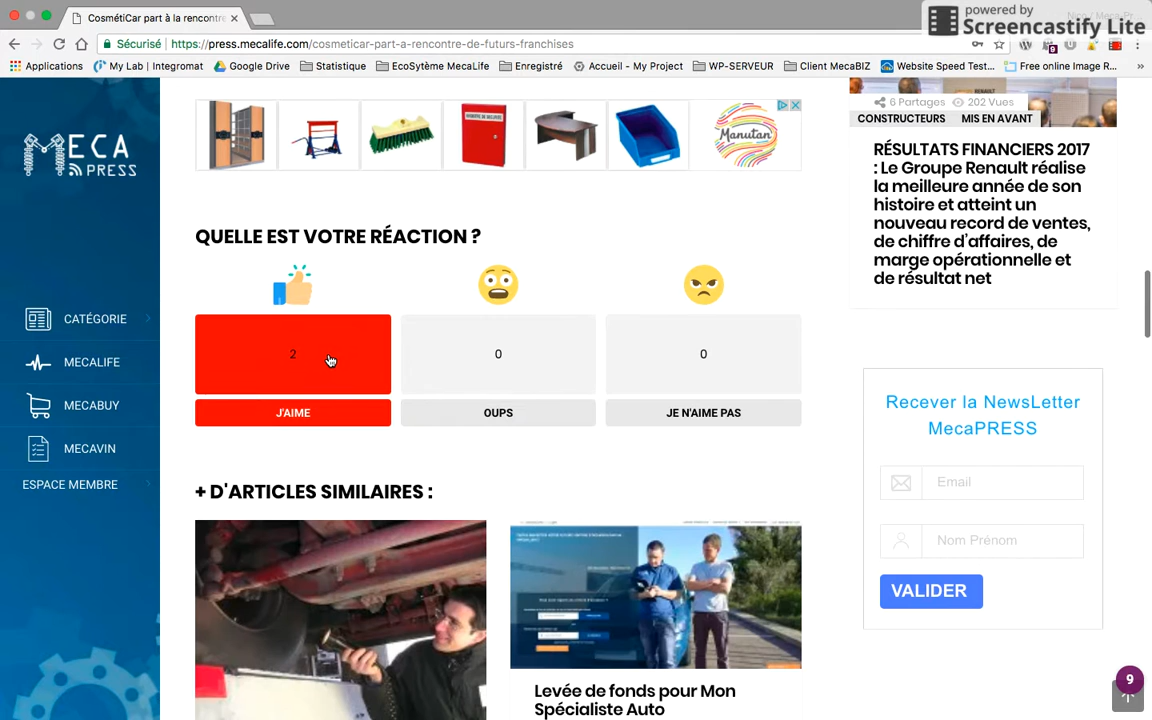 CosmétiCar part à la rencontre
powered by
Screencastify Lite
Sécurisé
https://press.mecalife.com/cosmeticar-part-a-rencontre-de-futurs-franchises
9
Applications
My Lab | Integromat
Google Drive
Statistique
EcoSytème MecaLife
Enregistré
Accueil - My Project
WP-SERVEUR
Client MecaBIZ
Website Speed Test...
Free online Image R...
MECA
PRESS
CATÉGORIE
MECALIFE
MECABUY
MECAVIN
ESPACE MEMBRE
ARMOIRE DE SECURITE
Manutan
QUELLE EST VOTRE RÉACTION ?
2
0
0
J'AIME
OUPS
JE N'AIME PAS
+ D'ARTICLES SIMILAIRES :
Levée de fonds pour Mon
Spécialiste Auto
6 Partages
202 Vues
CONSTRUCTEURS
MIS EN AVANT
RÉSULTATS FINANCIERS 2017
: Le Groupe Renault réalise
la meilleure année de son
histoire et atteint un
nouveau record de ventes,
de chiffre d'affaires, de
marge opérationnelle et
de résultat net
Recever la NewsLetter
MecaPRESS
Email
Nom Prénom
VALIDER
9